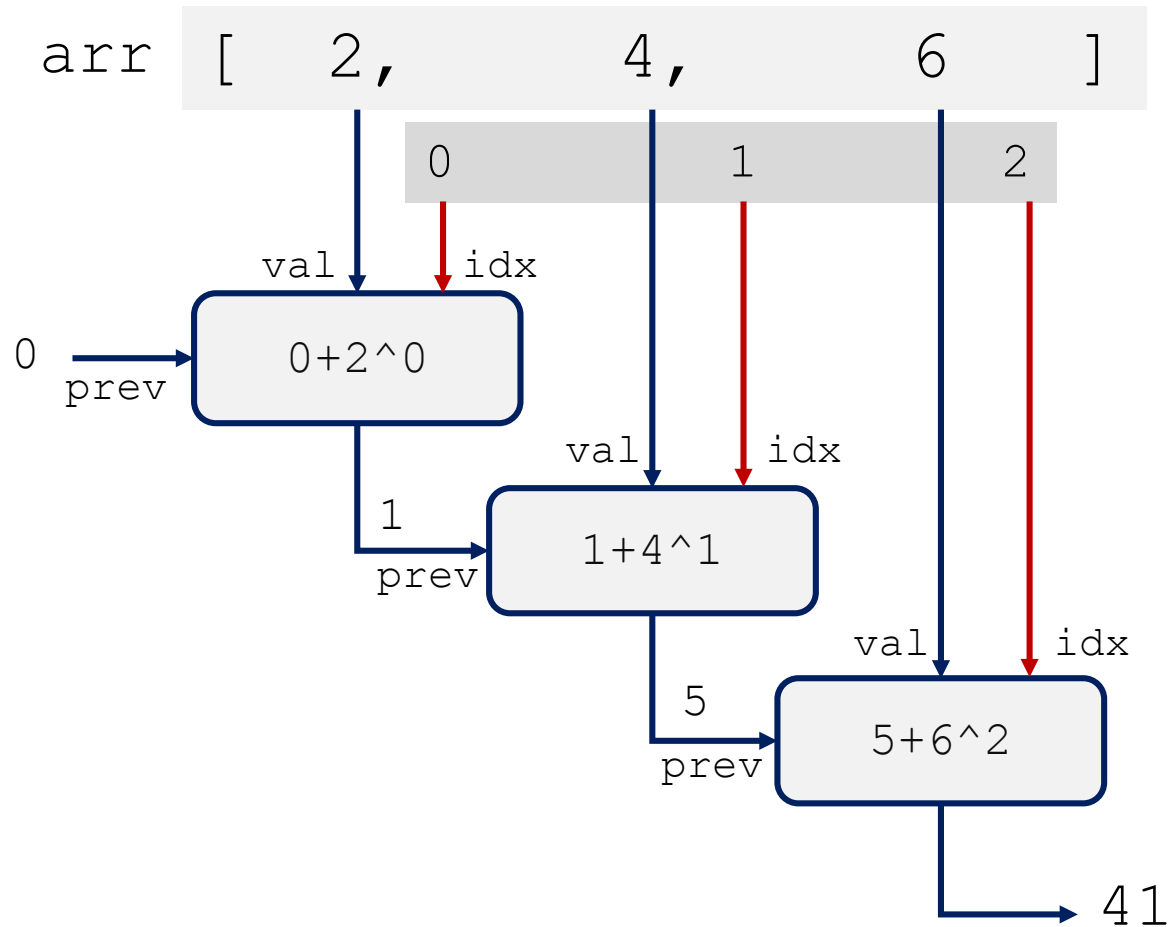 arr [ 2, 4, 6 ]
0 1 2
val idx
0 prev
0+2^0
val idx
1 prev
1+4^1
val idx
5 prev
5+6^2
41